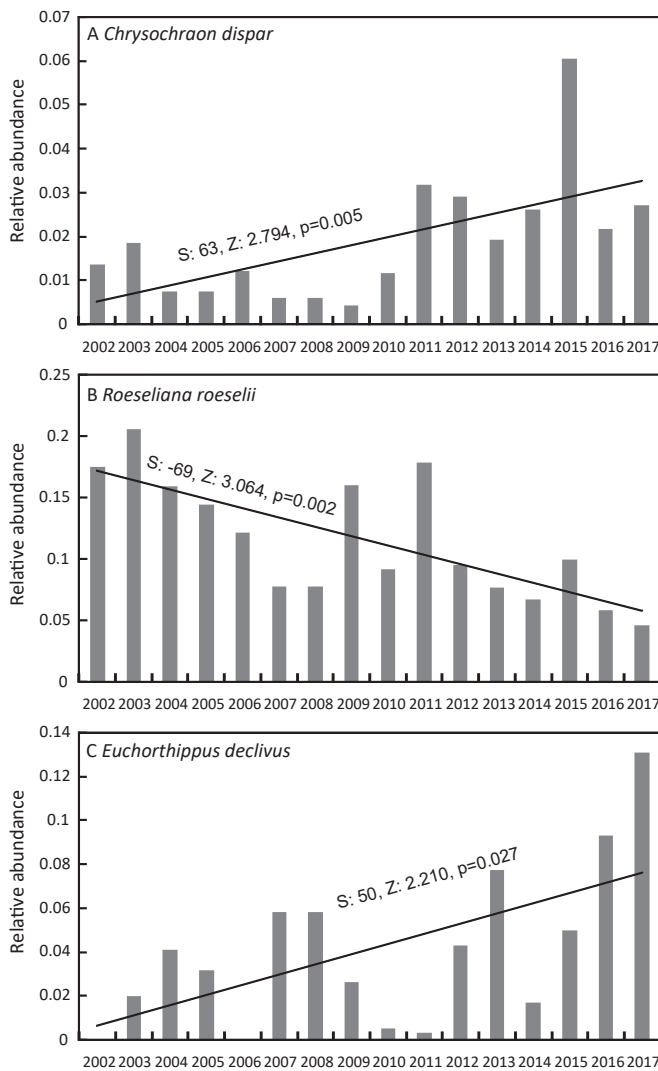 0.07
A Chrysochraon dispar
0.06
0.05
0.04
0.03
0.02
0.01
0
Relative abundance
S: 63, Z: 2.794, p=0.005
2002 2003 2004 2005 2006 2007 2008 2009 2010 2011 2012 2013 2014 2015 2016 2017
0.25
B Roeseliana roeselii
0.2
0.15
0.1
0.05
0
Relative abundance
S: -69, Z: 3.064, p=0.002
2002 2003 2004 2005 2006 2007 2008 2009 2010 2011 2012 2013 2014 2015 2016 2017
0.14
C Euchorthippus declivus
0.12
0.1
0.08
0.06
0.04
0.02
0
Relative abundance
S: 50, Z: 2.210, p=0.027
2002 2003 2004 2005 2006 2007 2008 2009 2010 2011 2012 2013 2014 2015 2016 2017